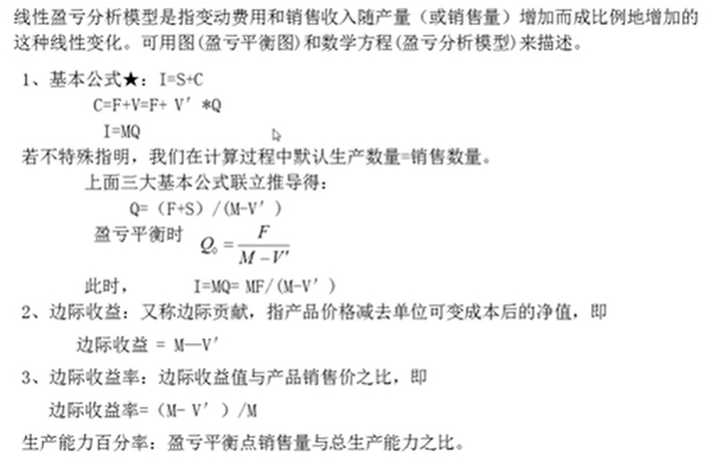 线性盈亏分析模型是指变动费用和销售收入随产量（或销售量）增加而成比例地增加的
这种线性变化。可用图(盈亏平衡图)和数学方程(盈亏分析模型)来描述。
1、基本公式★：I=S+C
C=F+V=F+ V′*Q
I=MQ
若不特殊指明，我们在计算过程中默认生产数量=销售数量。
上面三大基本公式联立推导得：
Q=（F+S）/(M-V′)
盈亏平衡时 Q₀ = F / (M－V')
此时， I=MQ= MF/(M-V′)
2、边际收益：又称边际贡献，指产品价格减去单位可变成本后的净值，即
边际收益 = M—V′
3、边际收益率：边际收益值与产品销售价之比，即
边际收益率=（M- V′）/M
生产能力百分率：盈亏平衡点销售量与总生产能力之比。